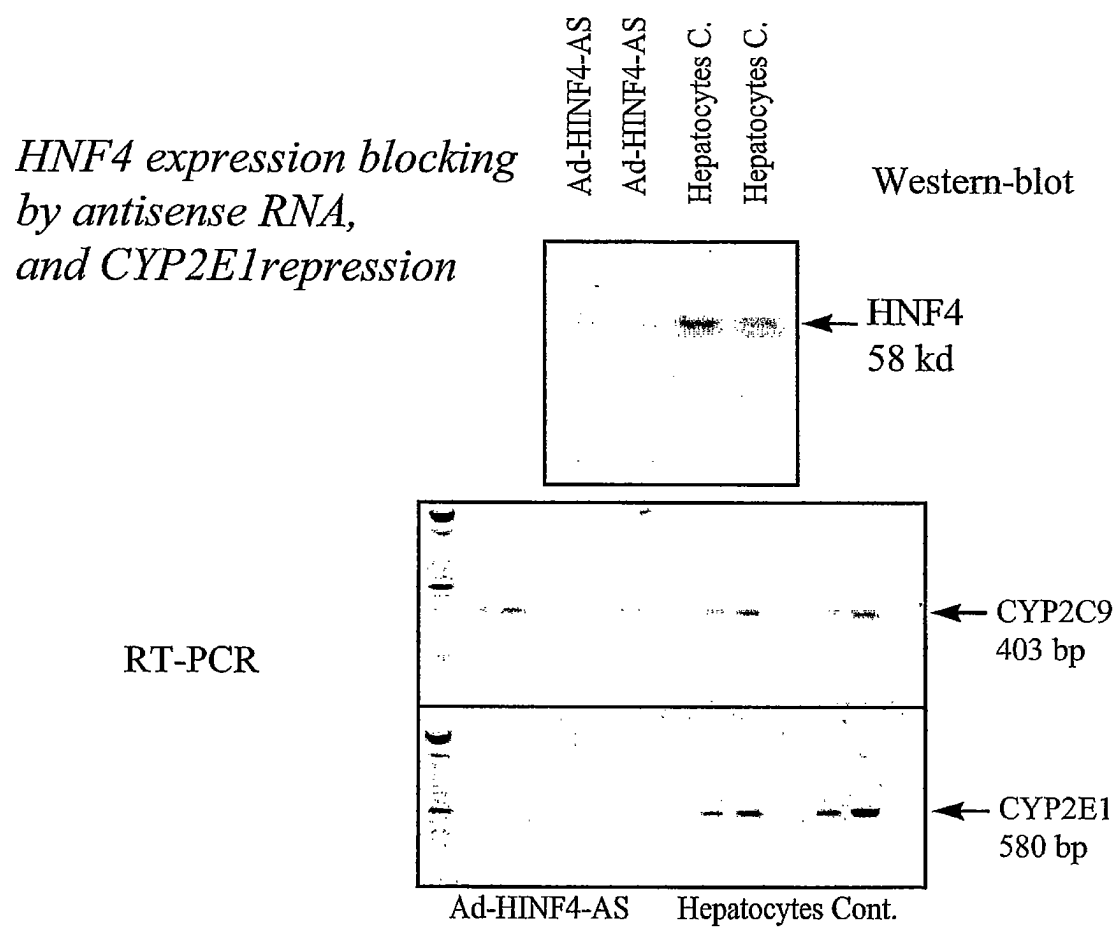 Ad-HINF4-AS
Ad-HINF4-AS
Hepatocytes C.
Hepatocytes C.
HNF4 expression blocking
by antisense RNA,
and CYP2E1repression
Western-blot
HNF4
58 kd
RT-PCR
CYP2C9
403 bp
CYP2E1
580 bp
Ad-HINF4-AS
Hepatocytes Cont.